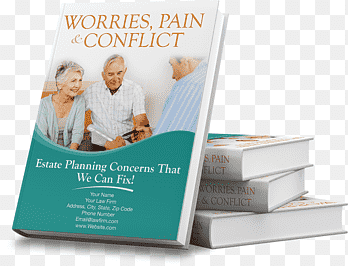 WORRIES, PAIN
& CONFLICT
Estate Planning Concerns That
We Can Fix!
Your Name
Your Law Firm
Address, City, State, Zip Code
Phone Number
Email@lawfirm.com
www.Website.com
WORRIES, PAIN
& CONFLICT
WORRIES, PAIN
& CONFLICT